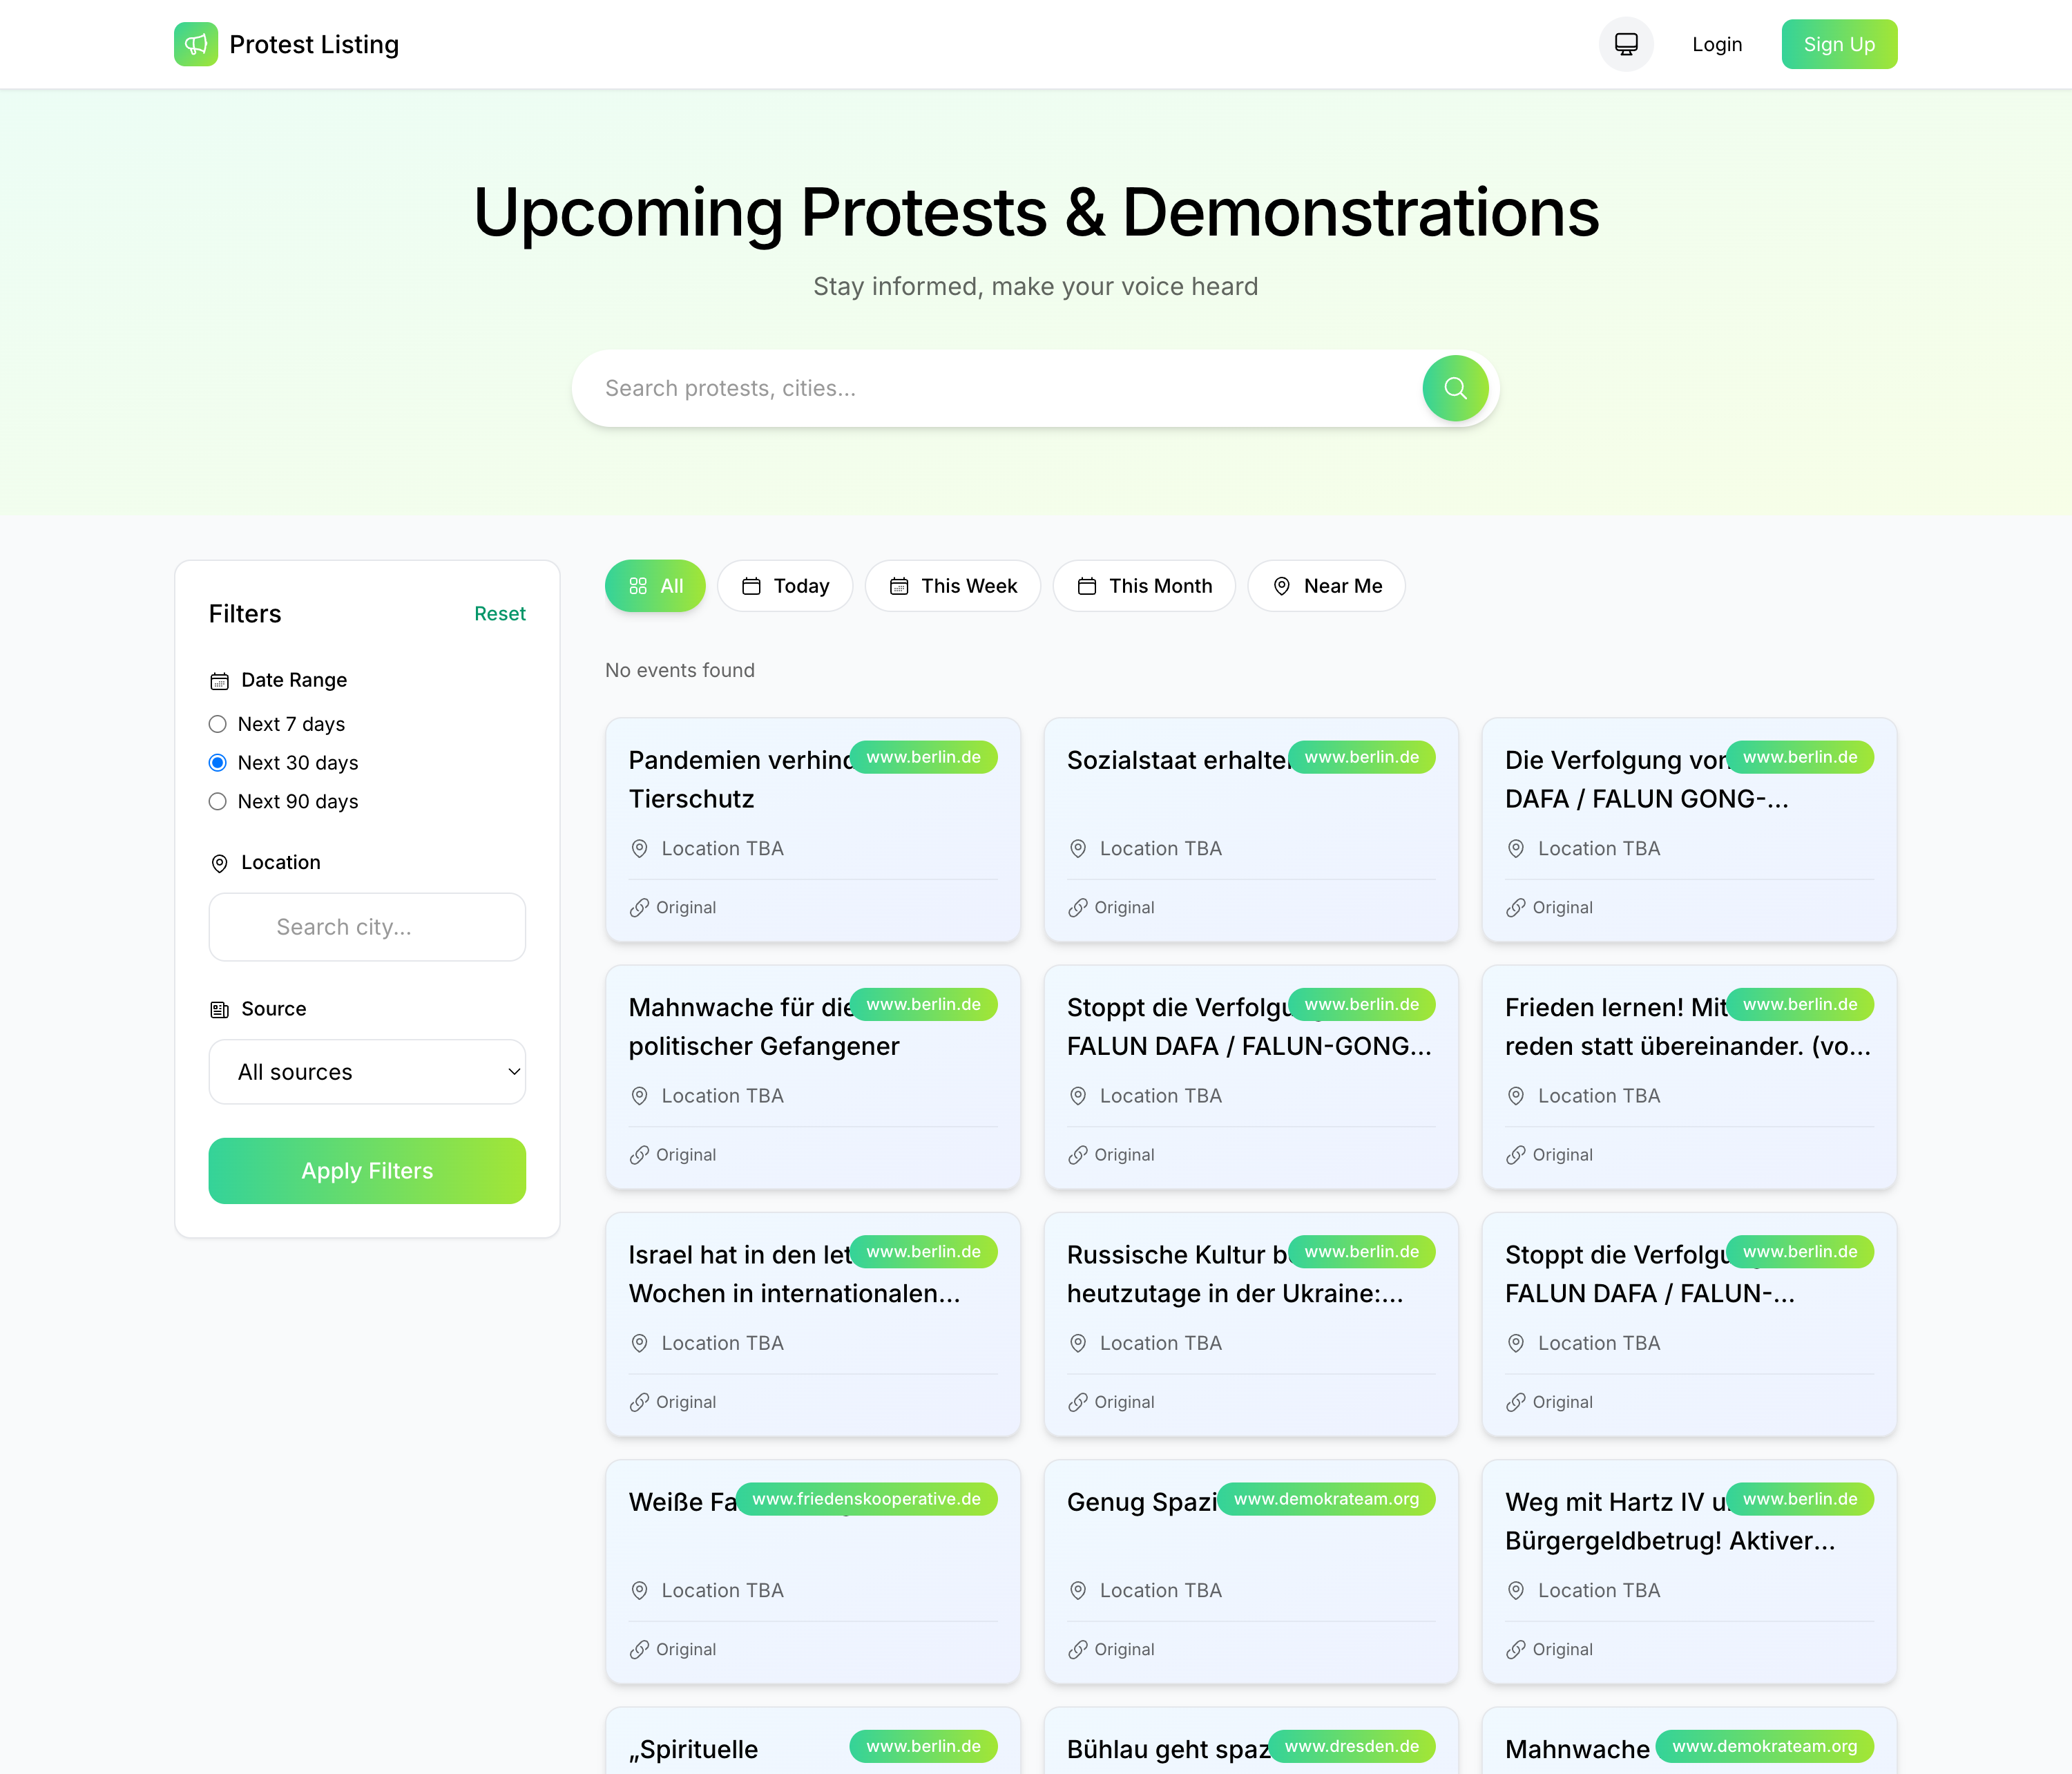 Protest Listing
Login
Sign Up
Upcoming Protests & Demonstrations
Stay informed, make your voice heard
Search protests, cities...
Filters
Reset
Date Range
Next 7 days
Next 30 days
Next 90 days
Location
Search city...
Source
All sources
Apply Filters
All
Today
This Week
This Month
Near Me
No events found
Pandemien
www.berlin.de
Tierschutz
Location TBA
Original
Sozialstaat
www.berlin.de
Location TBA
Original
Die Verfolgung
www.berlin.de
DAFA / FALUN GONG-...
Location TBA
Original
Mahnwache für die
www.berlin.de
politischer Gefangener
Location TBA
Original
Stoppt die
www.berlin.de
FALUN DAFA / FALUN-GONG...
Location TBA
Original
Frieden lernen! Mit
www.berlin.de
reden statt übereinander. (vo...
Location TBA
Original
Israel hat in den
www.berlin.de
Wochen in internationalen...
Location TBA
Original
Russische Kultur
www.berlin.de
heutzutage in der Ukraine:...
Location TBA
Original
Stoppt die
www.berlin.de
FALUN DAFA / FALUN-...
Location TBA
Original
Weiße
www.friedenskooperative.de
Location TBA
Original
Genug
www.demokrateam.org
Location TBA
Original
Weg mit Hartz IV
www.berlin.de
Bürgergeldbetrug! Aktiver...
Location TBA
Original
„Spirituelle
www.berlin.de
Bühlau geht
www.dresden.de
Mahnwache
www.demokrateam.org